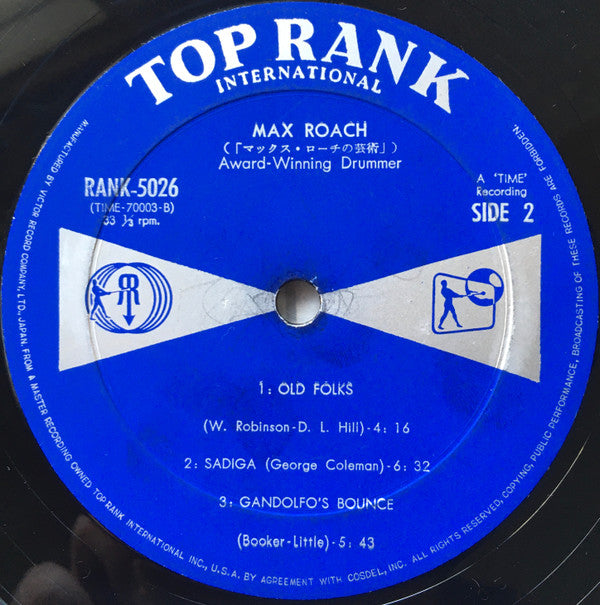 TOP RANK
INTERNATIONAL
MAX ROACH
(「マックス・ローチの芸術」)
Award-Winning Drummer
RANK-5026
(TIME-70003-B)
33 ⅓ rpm.
A 'TIME'
Recording
SIDE 2
1: OLD FOLKS
(W. Robinson-D. L. Hill)-4: 16
2: SADIGA (George Coleman)-6: 32
3: GANDOLFO'S BOUNCE
(Booker-Little)-5: 43
MANUFACTURED BY VICTOR RECORD COMPANY, LTD., JAPAN, FROM A MASTER RECORDING OWNED TOP RANK INTERNATIONAL INC., U.S.A. BY AGREEMENT WITH COSDEL, INC. ALL RIGHTS RESERVED, COPYING, PUBLIC PERFORMANCE, BROADCASTING OF THESE RECORDS ARE FORBIDDEN.